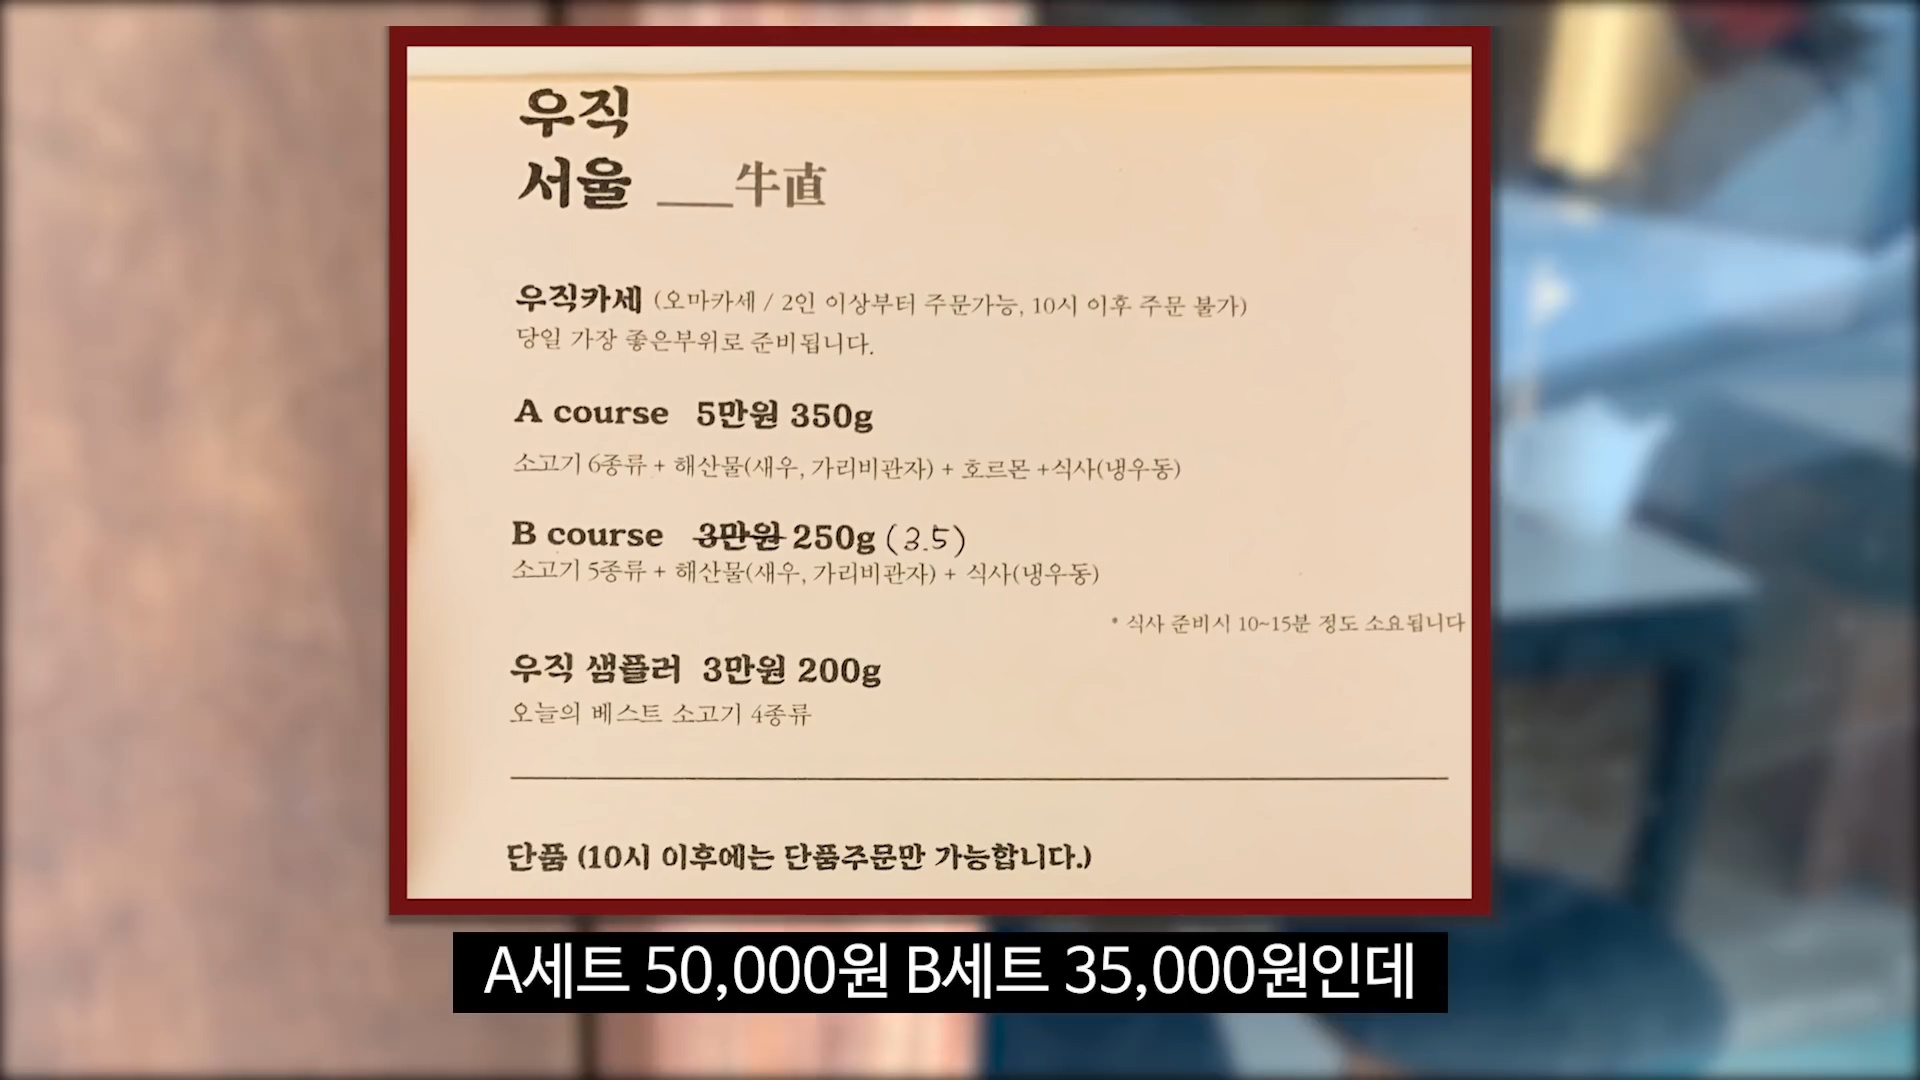 우직
서울 __牛直
우직카세 (오마카세 / 2인 이상부터 주문가능, 10시 이후 주문 불가)
당일 가장 좋은부위로 준비됩니다.
A course 5만원 350g
소고기 6종류 + 해산물(새우, 가리비관자) + 호르몬 +식사(냉우동)
B course 3만원 250g (3.5)
소고기 5종류 + 해산물(새우, 가리비관자) + 식사(냉우동)
* 식사 준비시 10~15분 정도 소요됩니다
우직 샘플러 3만원 200g
오늘의 베스트 소고기 4종류
단품 (10시 이후에는 단품주문만 가능합니다.)
A세트 50,000원 B세트 35,000원인데